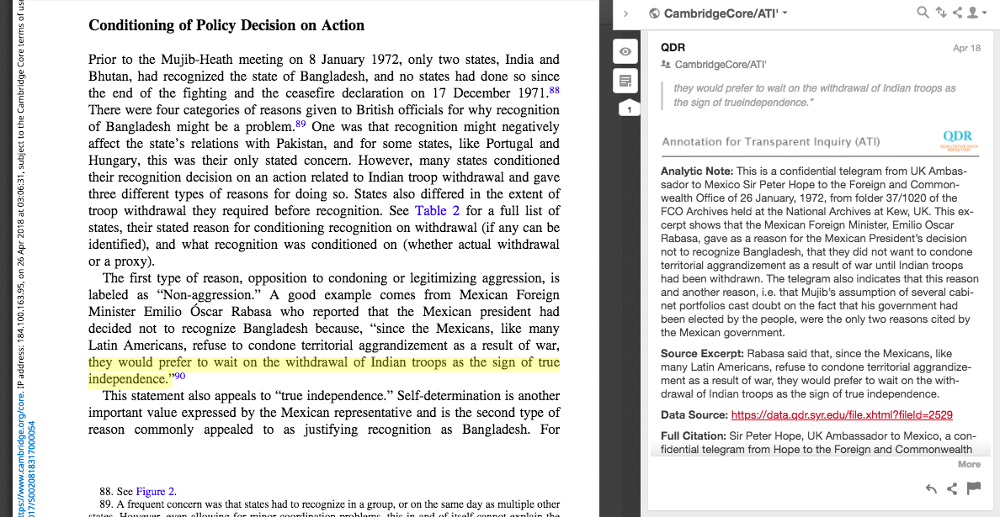 Conditioning of Policy Decision on Action
Prior to the Mujib-Heath meeting on 8 January 1972, only two states, India and
Bhutan, had recognized the state of Bangladesh, and no states had done so since
the end of the fighting and the ceasefire declaration on 17 December 1971.88
There were four categories of reasons given to British officials for why recognition
of Bangladesh might be a problem.89 One was that recognition might negatively
affect the state's relations with Pakistan, and for some states, like Portugal and
Hungary, this was their only stated concern. However, many states conditioned
their recognition decision on an action related to Indian troop withdrawal and gave
three different types of reasons for doing so. States also differed in the extent of
troop withdrawal they required before recognition. See Table 2 for a full list of
states, their stated reason for conditioning recognition on withdrawal (if any can be
identified), and what recognition was conditioned on (whether actual withdrawal
or a proxy).
The first type of reason, opposition to condoning or legitimizing aggression, is
labeled as “Non-aggression.” A good example comes from Mexican Foreign
Minister Emilio Óscar Rabasa who reported that the Mexican president had
decided not to recognize Bangladesh because, “since the Mexicans, like many
Latin Americans, refuse to condone territorial aggrandizement as a result of war,
they would prefer to wait on the withdrawal of Indian troops as the sign of true
independence.”90
This statement also appeals to “true independence.” Self-determination is another
important value expressed by the Mexican representative and is the second type of
reason commonly appealed to as justifying recognition as Bangladesh. For
88. See Figure 2.
89. A frequent concern was that states had to recognize in a group, or on the same day as multiple other
states. However, even allowing for minor coordination problems, this in and of itself cannot explain the
ttps://www.cambridge.org/core. IP address: 184.100.163.95, on 26 Apr 2018 at 03:06:31, subject to the Cambridge Core terms of use
017/S0020818317000054
CambridgeCore/ATI'
1
QDR
Apr 18
CambridgeCore/ATI'
they would prefer to wait on the withdrawal of Indian troops as
the sign of trueindependence.”
Annotation for Transparent Inquiry (ATI)
QDR
QUALITATIVE DATA
REPOSITORY
Analytic Note: This is a confidential telegram from UK Ambas-
sador to Mexico Sir Peter Hope to the Foreign and Common-
wealth Office of 26 January, 1972, from folder 37/1020 of the
FCO Archives held at the National Archives at Kew, UK. This ex-
cerpt shows that the Mexican Foreign Minister, Emilio Oscar
Rabasa, gave as a reason for the Mexican President's decision
not to recognize Bangladesh, that they did not want to condone
territorial aggrandizement as a result of war until Indian troops
had been withdrawn. The telegram also indicates that this reason
and another reason, i.e. that Mujib's assumption of several cabi-
net portfolios cast doubt on the fact that his government had
been elected by the people, were the only two reasons cited by
the Mexican government.
Source Excerpt: Rabasa said that, since the Mexicans, like
many Latin Americans, refuse to condone territorial aggrandize-
ment as a result of war, they would prefer to wait on the with-
drawal of Indian troops as the sign of true independence.
Data Source: https://data.qdr.syr.edu/file.xhtml?fileId=2529
Full Citation: Sir Peter Hope, UK Ambassador to Mexico, a con-
fidential telegram from Hope to the Foreign and Commonwealth
More